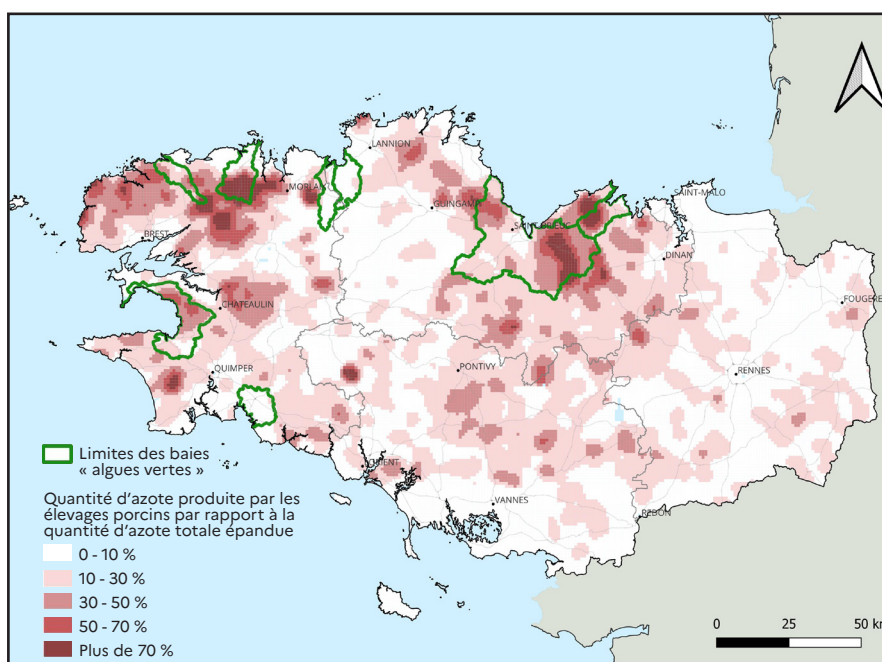 LANNION
MORLAIX
SAINT-MALO
GUINGAMP
SAINT-BRIEUC
BREST
DINAN
FOUGERE
CHATEAULIN
QUIMPER
PONTIVY
RENNES
VANNES
REDON
Limites des baies
« algues vertes »
Quantité d'azote produite par les
élevages porcins par rapport à la
quantité d'azote totale épandue
0 - 10 %
10 - 30 %
30 - 50 %
50 - 70 %
Plus de 70 %
0 25 50 km